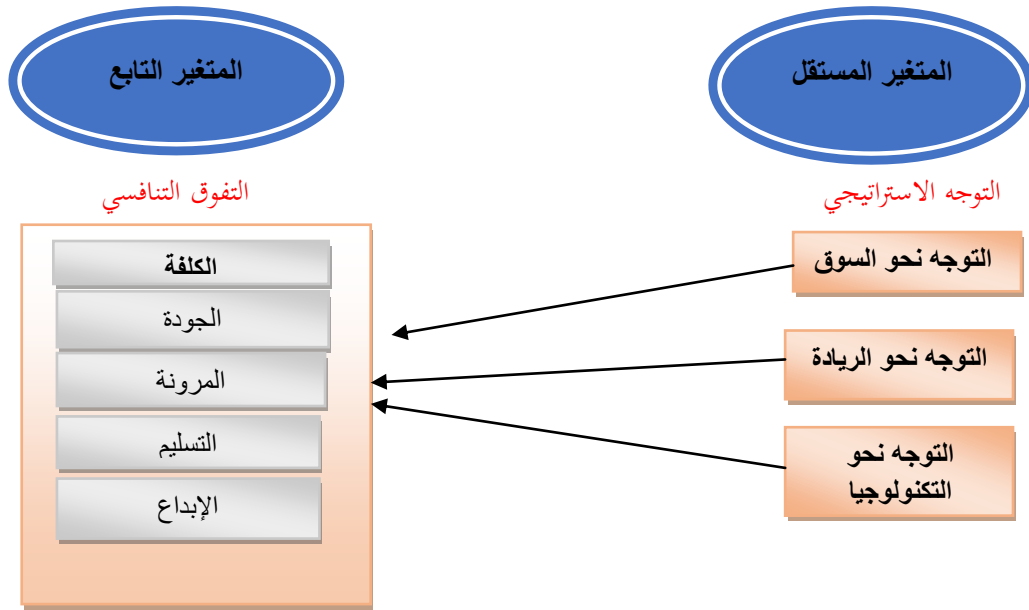 المتغير المستقل
المتغير التابع
التوجه الاستراتيجي
التفوق التنافسي
التوجه نحو السوق
التوجه نحو الريادة
التوجه نحو
التكنولوجيا
الكلفة
الجودة
المرونة
التسليم
الإبداع